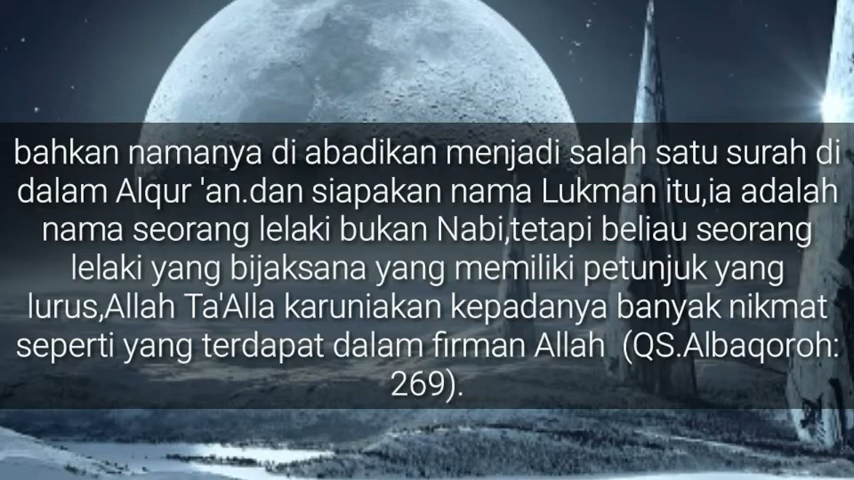 bahkan namanya di abadikan menjadi salah satu surah di
dalam Alqur 'an.dan siapakan nama Lukman itu,ia adalah
nama seorang lelaki bukan Nabi,tetapi beliau seorang
lelaki yang bijaksana yang memiliki petunjuk yang
lurus,Allah Ta'Alla karuniakan kepadanya banyak nikmat
seperti yang terdapat dalam firman Allah  (QS.Albaqoroh:
269).